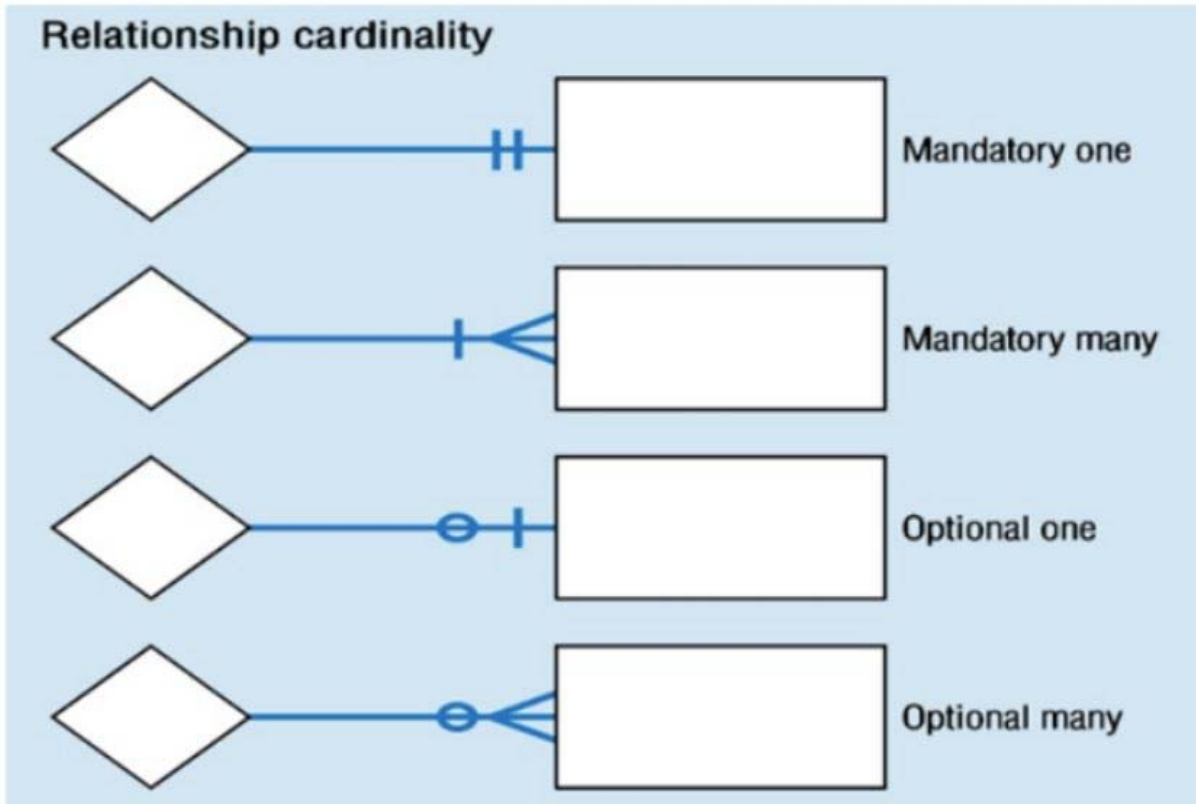 Relationship cardinality
Mandatory one
Mandatory many
Optional one
Optional many